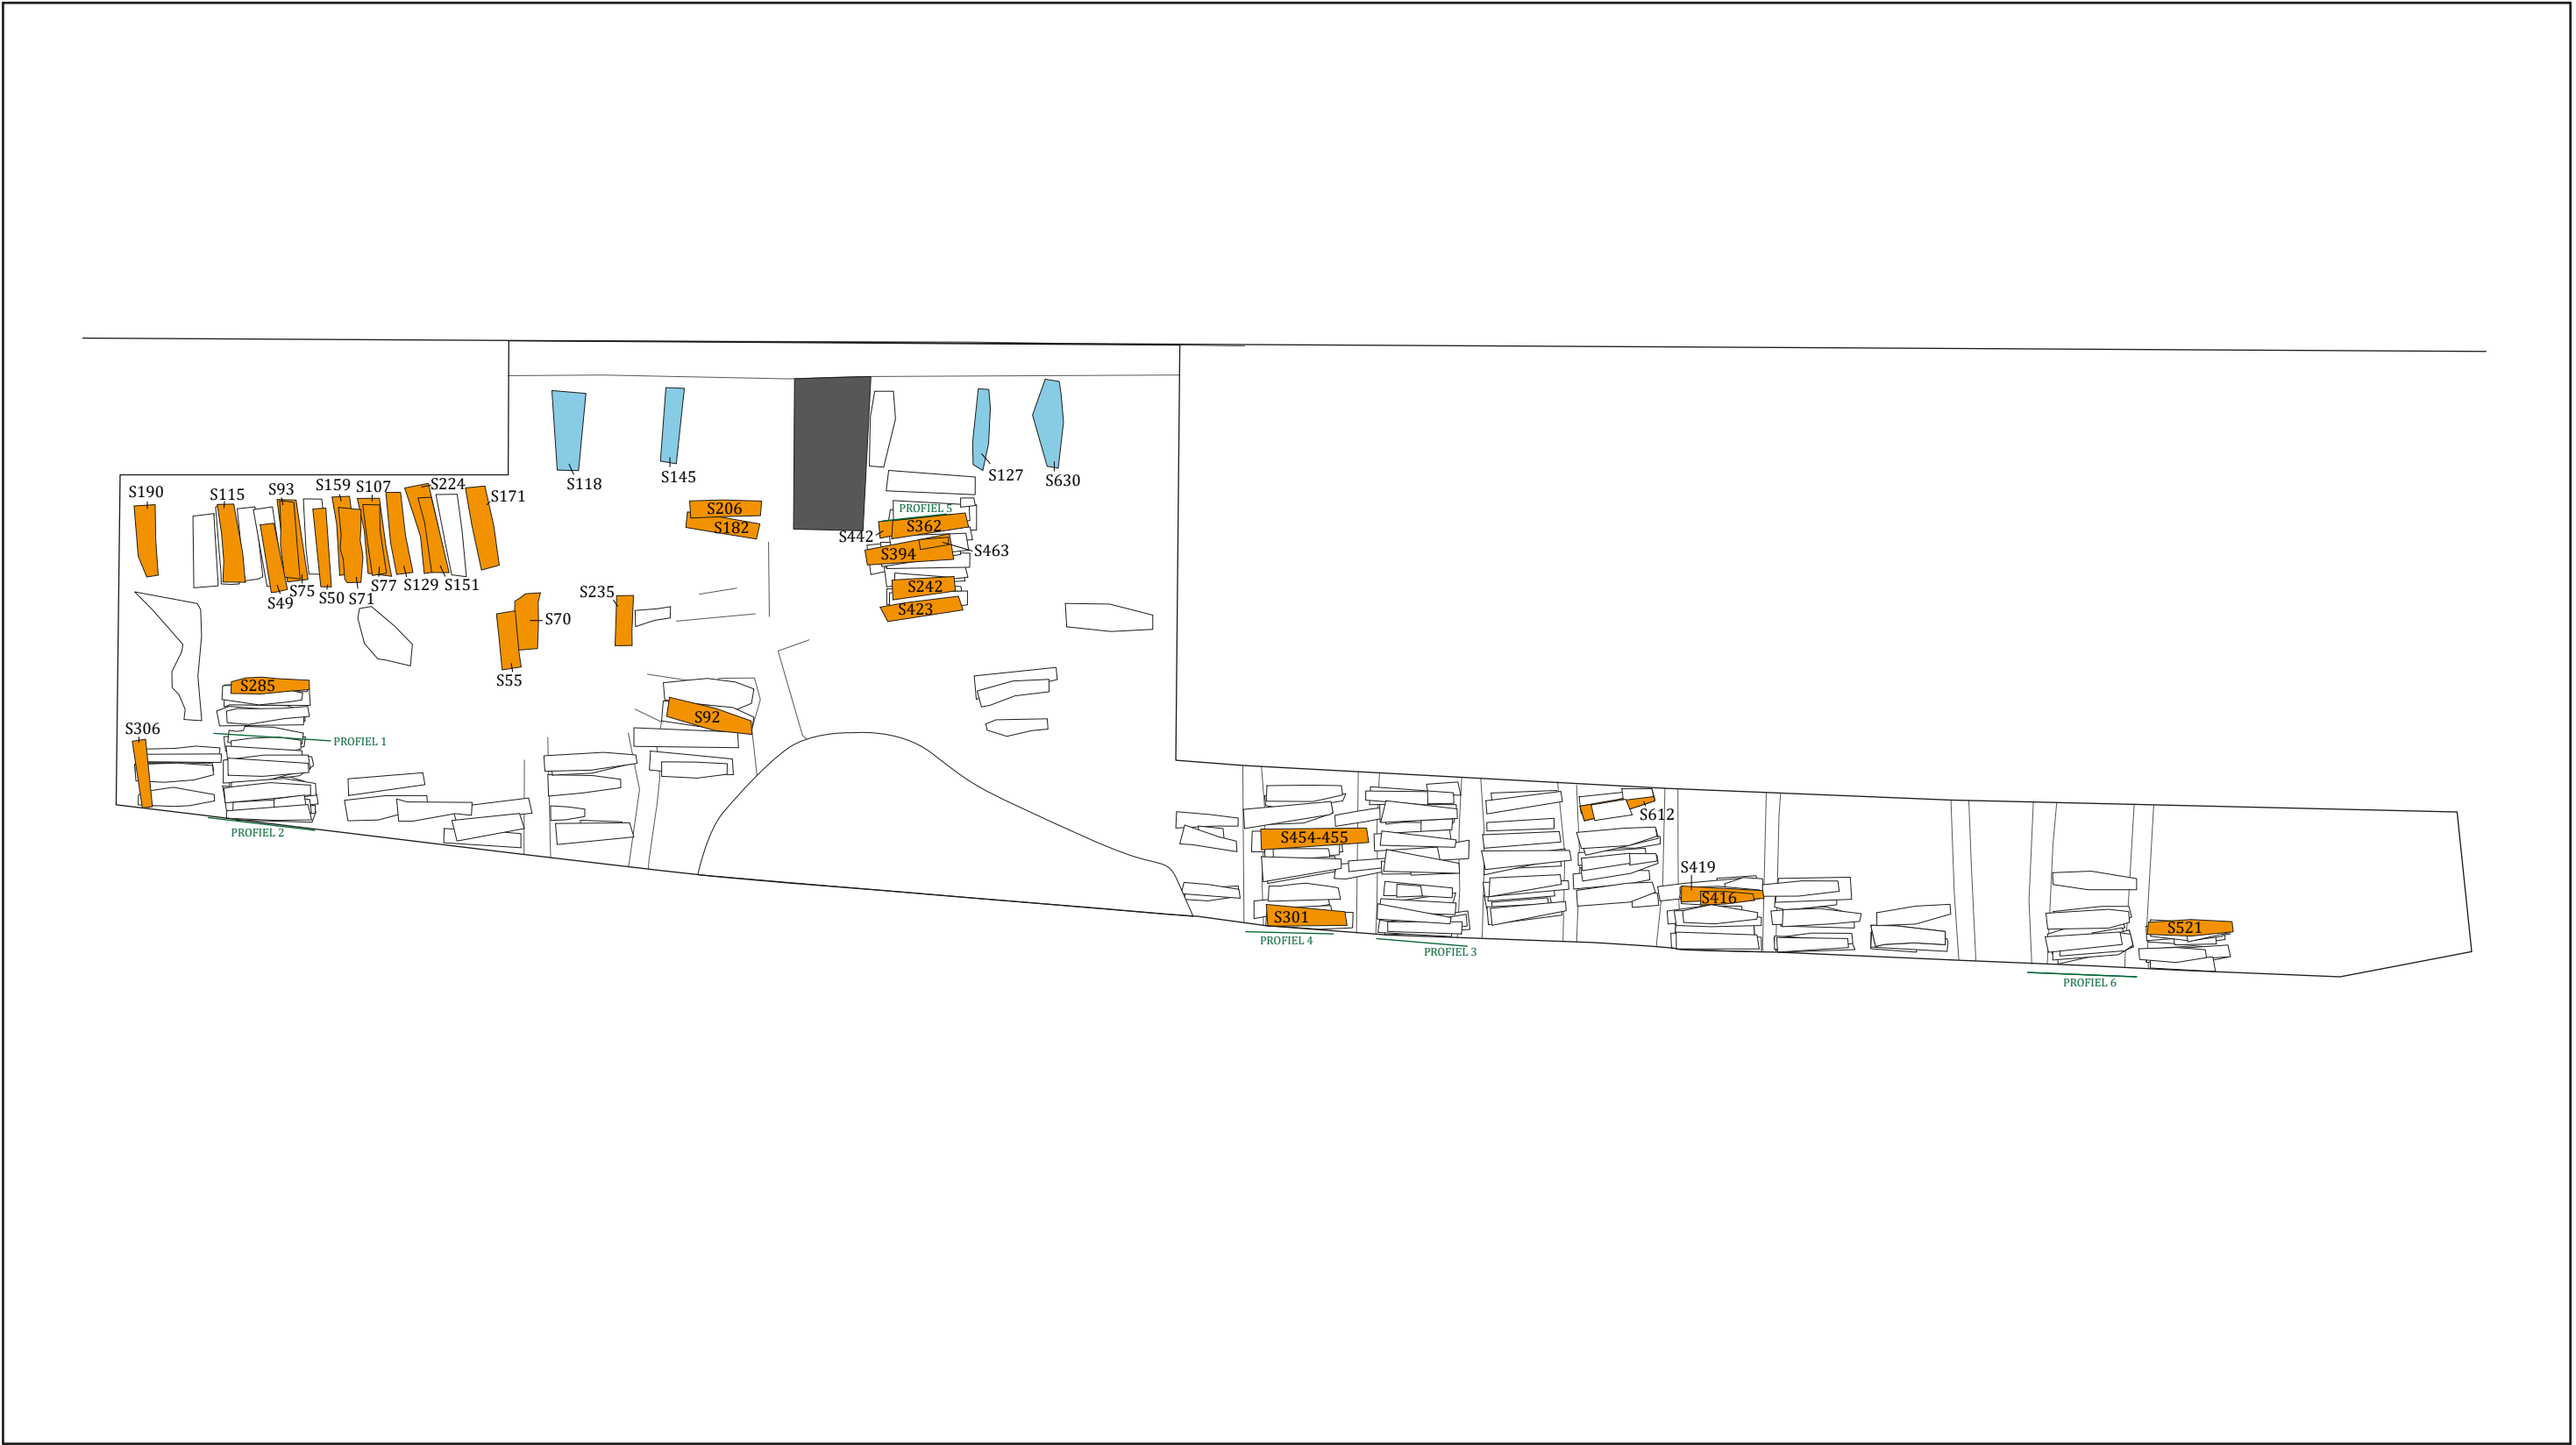 S118
S145
S127
S630
S190
S115
S93
S159
S107
S224
S171
S206
S182
PROFIEL 5
S362
S442
S394
S463
S242
S423
S49
S75
S50
S71
S77
S129
S151
S70
S55
S235
S285
S92
S306
PROFIEL 1
PROFIEL 2
S454-455
S612
S419
S416
S301
S521
PROFIEL 4
PROFIEL 3
PROFIEL 6